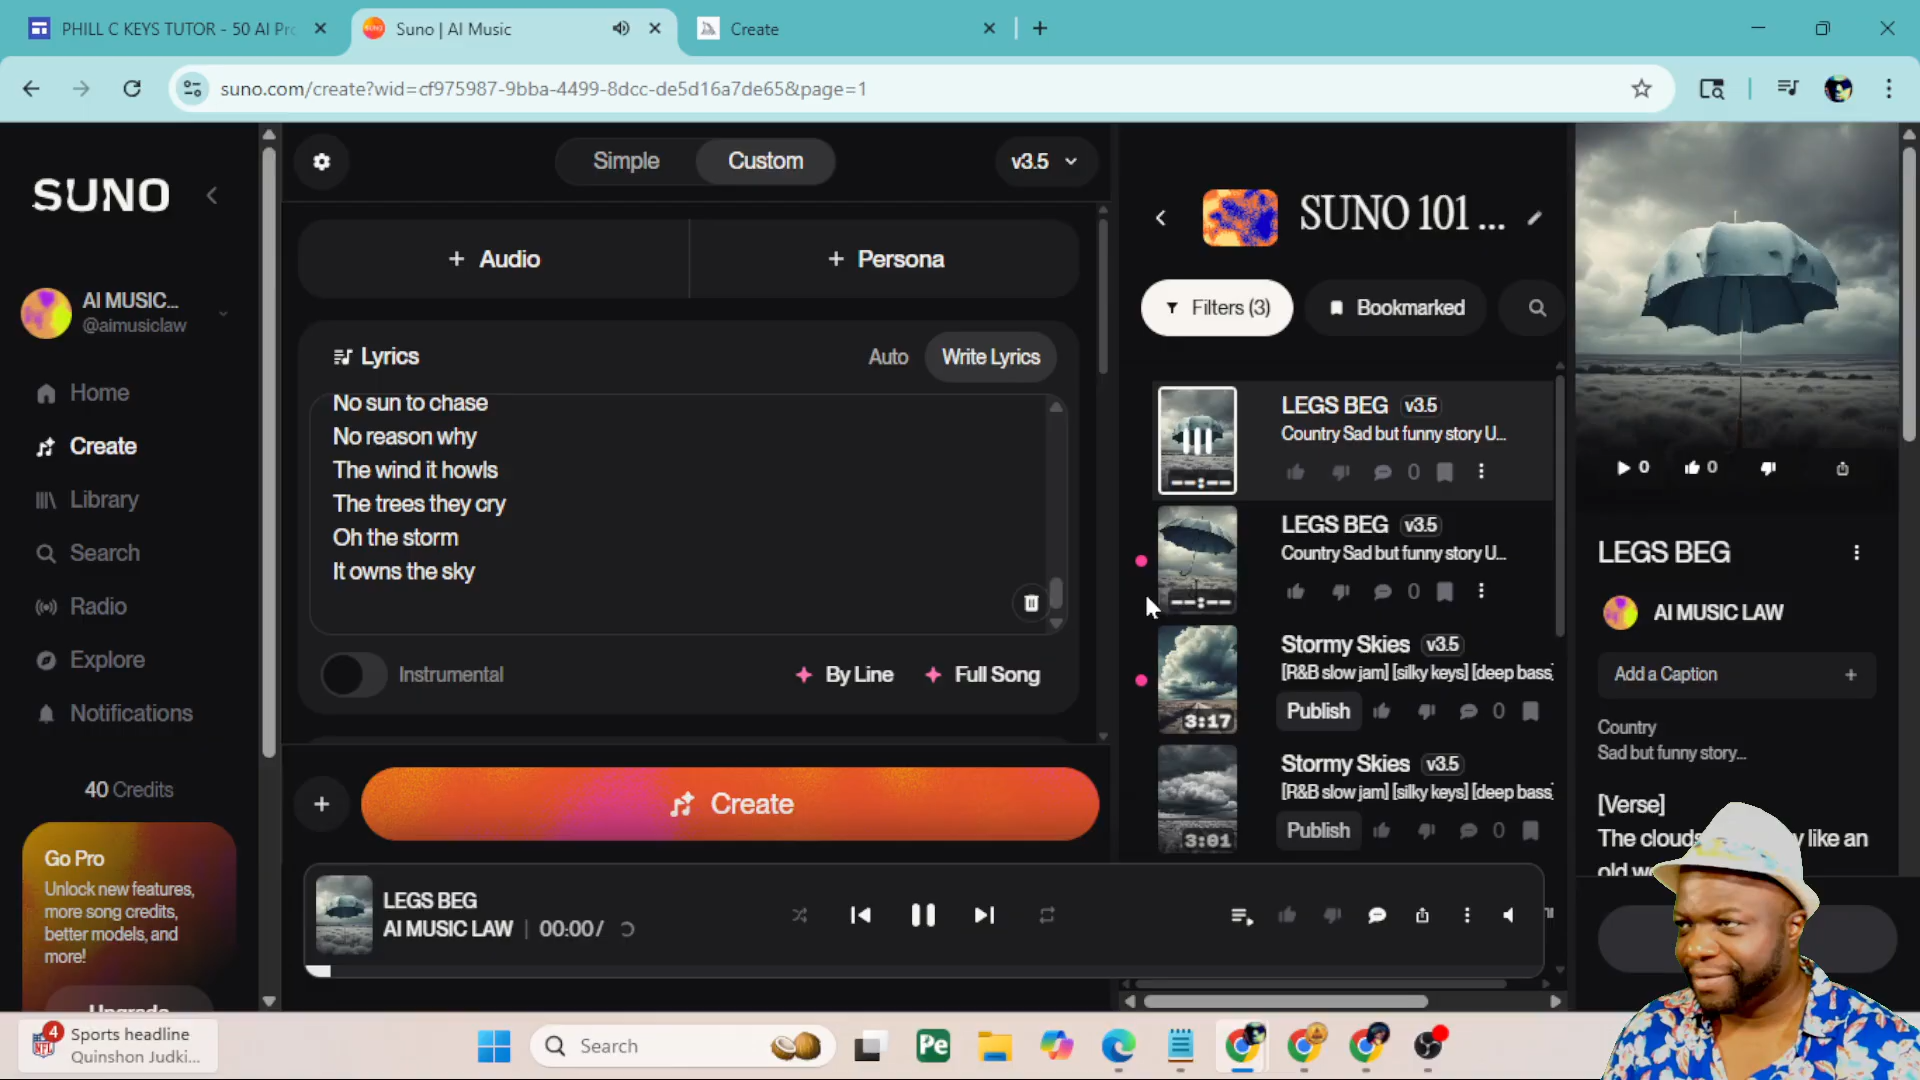 PHILL C KEYS TUTOR - 50 AI Pr
Suno | AI Music
Create
suno.com/create?wid=cf975987-9bba-4499-8dcc-de5d16a7de65&page=1
SUNO
AI MUSIC...
@aimusiclaw
Home
Create
Library
Search
Radio
Explore
Notifications
40 Credits
Go Pro
Unlock new features,
more song credits,
better models, and
more!
Upgrade
Simple
Custom
v3.5
+ Audio
+ Persona
Lyrics
Auto
Write Lyrics
No sun to chase
No reason why
The wind it howls
The trees they cry
Oh the storm
It owns the sky
Instrumental
By Line
Full Song
+
Create
LEGS BEG
AI MUSIC LAW
00:00/
SUNO 101 ...
Filters (3)
Bookmarked
LEGS BEG v3.5
Country Sad but funny story U...
0
--:--
LEGS BEG v3.5
Country Sad but funny story U...
0
--:--
Stormy Skies v3.5
[R&B slow jam] [silky keys] [deep bass]
Publish
0
3:17
Stormy Skies v3.5
[R&B slow jam] [silky keys] [deep bass]
Publish
0
3:01
0
0
LEGS BEG
AI MUSIC LAW
Add a Caption +
Country
Sad but funny story...
[Verse]
The clouds like an
old
4
Sports headline
Quinshon Judki...
Search
Pe